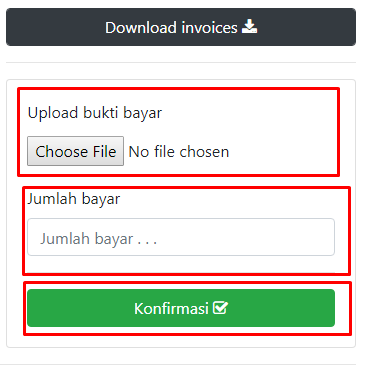 Download invoices
Upload bukti bayar
Choose File No file chosen
Jumlah bayar
Jumlah bayar . . .
Konfirmasi